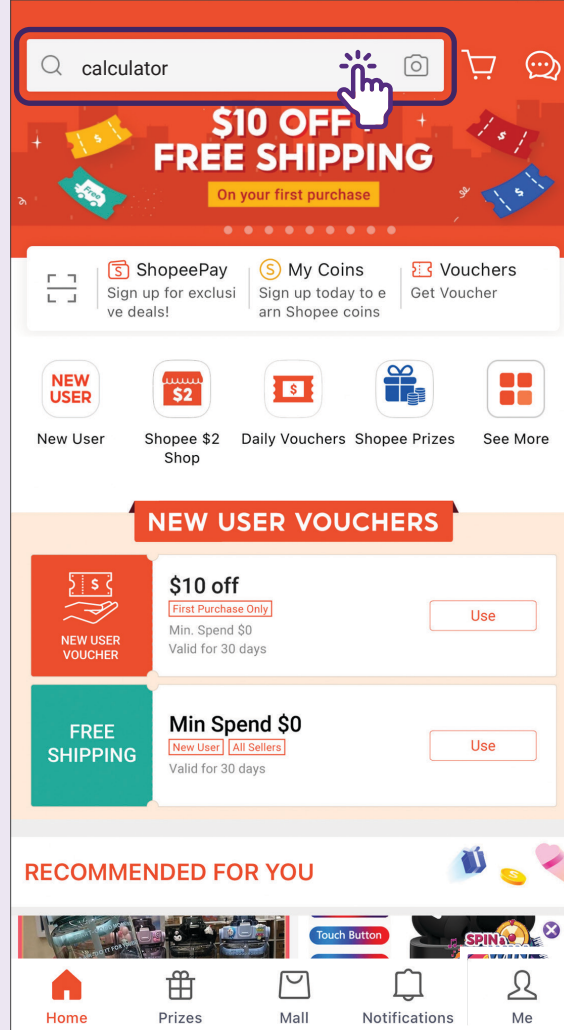 calculator
$10 OFF +
FREE SHIPPING
On your first purchase
ShopeePay
Sign up for exclusi
ve deals!
My Coins
Sign up today to e
arn Shopee coins
Vouchers
Get Voucher
NEW
USER
$2
$
New User
Shopee $2
Shop
Daily Vouchers
Shopee Prizes
See More
NEW USER VOUCHERS
$
NEW USER
VOUCHER
$10 off
First Purchase Only
Min. Spend $0
Valid for 30 days
Use
FREE
SHIPPING
Min Spend $0
New User
All Sellers
Valid for 30 days
Use
RECOMMENDED FOR YOU
Touch Button
SPIN
Home
Prizes
Mall
Notifications
Me